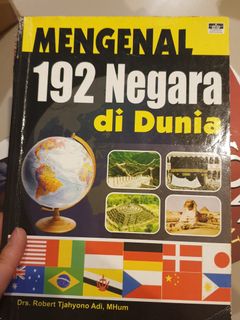 MENGENAL
192 Negara
di Dunia
Drs. Robert Tjahyono Adi, MHum